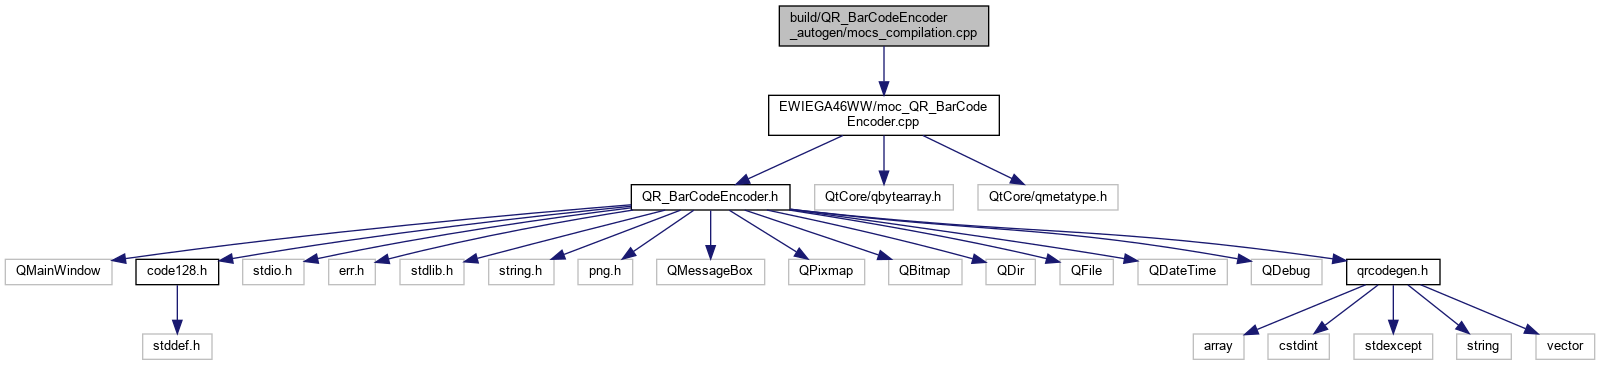 build/QR_BarCodeEncoder
_autogen/mocs_compilation.cpp
EWIEGA46WW/moc_QR_BarCode
Encoder.cpp
QR_BarCodeEncoder.h
QtCore/qbytearray.h
QtCore/qmetatype.h
QMainWindow
code128.h
stdio.h
err.h
stdlib.h
string.h
png.h
QMessageBox
QPixmap
QBitmap
QDir
QFile
QDateTime
QDebug
qrcodegen.h
stddef.h
array
cstdint
stdexcept
string
vector